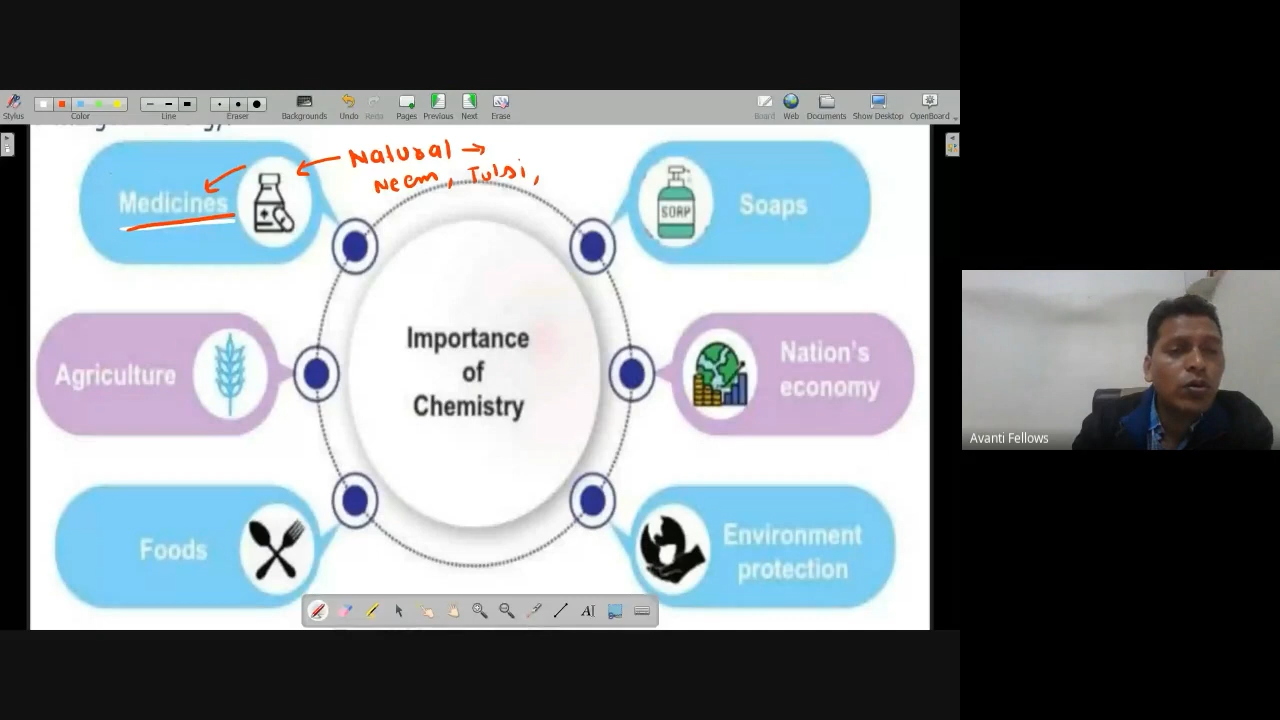 Stylus
Color
Line
Eraser
Backgrounds
Undo
Redo
Pages
Previous
Next
Erase
Board
Web
Documents
Show Desktop
OpenBoard
Natural →
Neem, Tulsi,
Medicines
SOAP
Soaps
Importance
of
Chemistry
Agriculture
Nation's
economy
Foods
Environment
protection
AI
Avanti Fellows